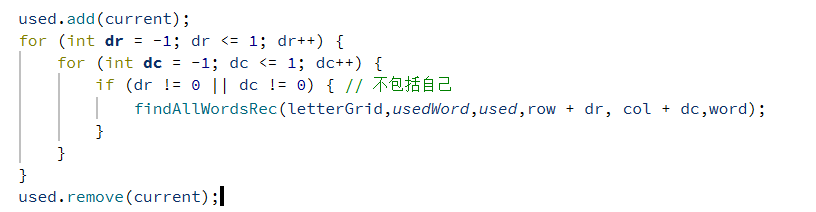 used.add(current);
for (int dr = -1; dr <= 1; dr++) {
for (int dc = -1; dc <= 1; dc++) {
if (dr != 0 || dc != 0) { // 不包括自己
findAllWordsRec(letterGrid,usedWord,used,row + dr, col + dc,word);
}
}
}
used.remove(current);